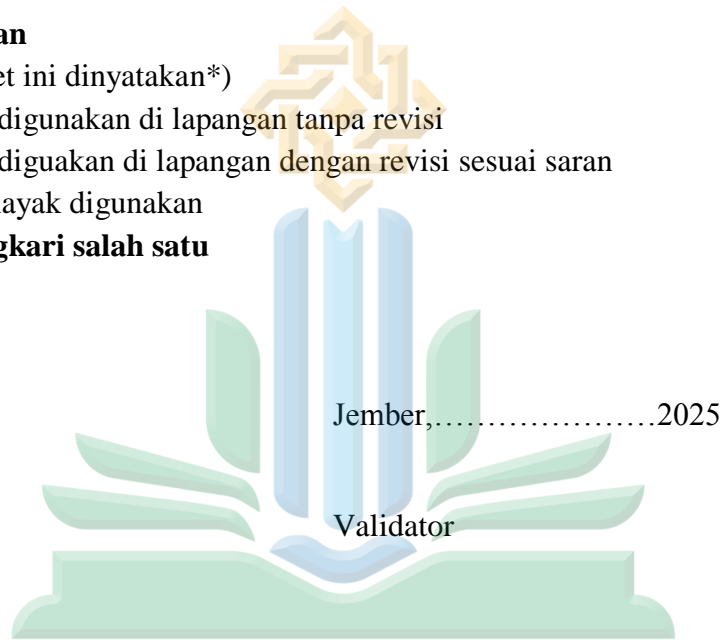 an
et ini dinyatakan*)
digunakan di lapangan tanpa revisi
diguakan di lapangan dengan revisi sesuai saran
layak digunakan
gkari salah satu
Jember,.....................2025
Validator